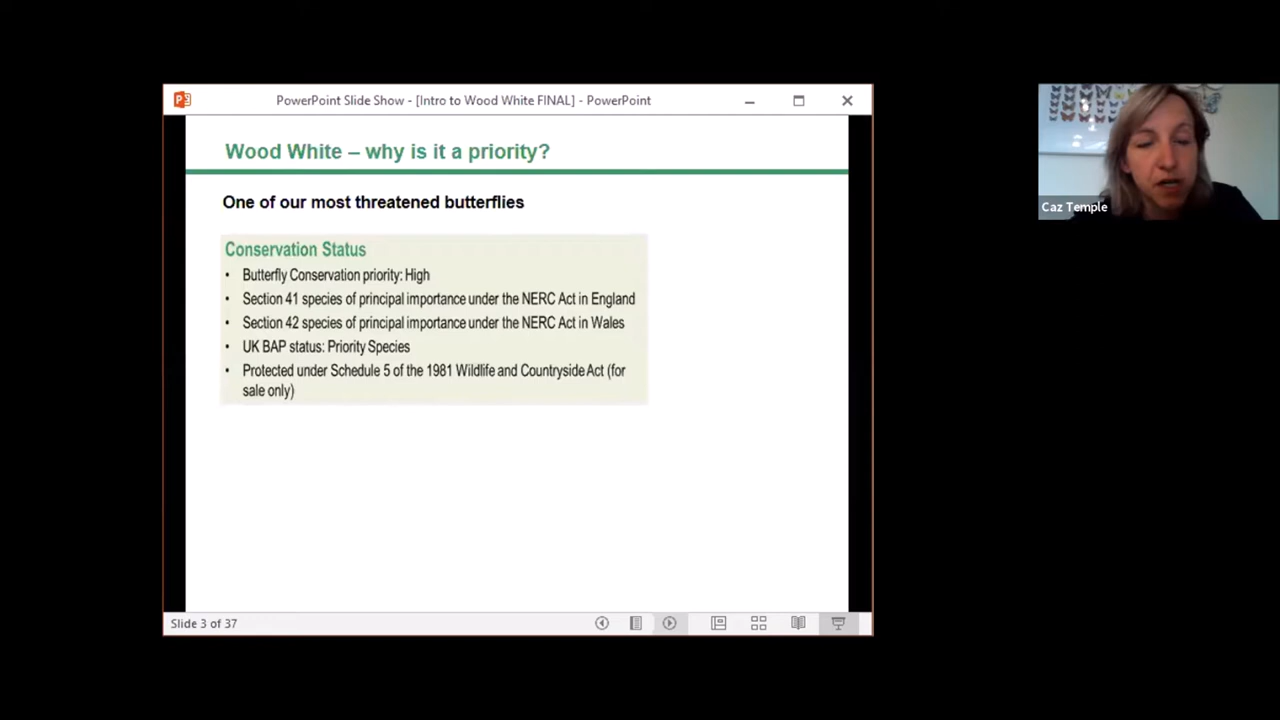 PowerPoint Slide Show - [Intro to Wood White FINAL] - PowerPoint
Wood White – why is it a priority?
One of our most threatened butterflies
Conservation Status
• Butterfly Conservation priority: High
• Section 41 species of principal importance under the NERC Act in England
• Section 42 species of principal importance under the NERC Act in Wales
• UK BAP status: Priority Species
• Protected under Schedule 5 of the 1981 Wildlife and Countryside Act (for
sale only)
Slide 3 of 37
Caz Temple